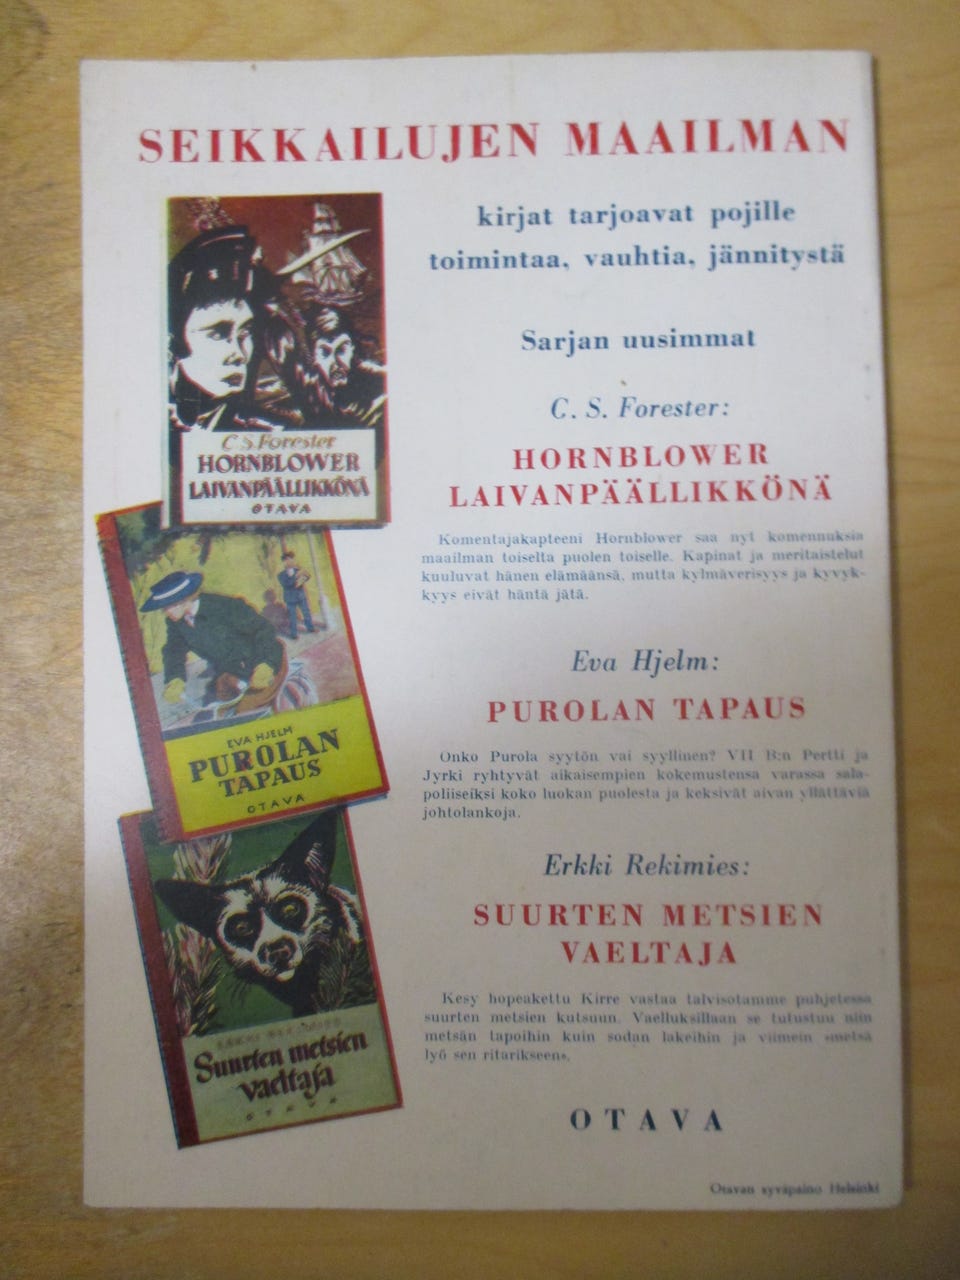 SEIKKAILUJEN MAAILMAN
kirjat tarjoavat pojille
toimintaa, vauhtia, jännitystä
Sarjan uusimmat
C. S. Forester:
HORNBLOWER
LAIVANPÄÄLLIKKÖNÄ
Komentajakapteeni Hornblower saa nyt komennuksia
maailman toiselta puolen toiselle. Kapinat ja meritaistelut
kuuluvat hänen elämäänsä, mutta kylmäverisyys ja kyvyk-
kyys eivät häntä jätä.
Eva Hjelm:
PUROLAN TAPAUS
Onko Purola syytön vai syyllinen? VII B:n Pertti ja
Jyrki ryhtyvät aikaisempien kokemustensa varassa sala-
poliiseiksi koko luokan puolesta ja keksivät aivan yllättäviä
johtolankoja.
Erkki Rekimies:
SUURTEN METSIEN
VAELTAJA
Kesy hopeakettu Kirre vastaa talvisotamme puhjetessa
suurten metsien kutsuun. Vaelluksillaan se tutustuu niin
metsän tapoihin kuin sodan lakeihin ja viimein »metsä
lyö sen ritarikseen».
OTAVA
Otavan syväpaino Helsinki
C. S. Forester
HORNBLOWER
LAIVANPÄÄLLIKKÖNÄ
OTAVA
EVA HJELM
PUROLAN
TAPAUS
OTAVA
ERKKI REKIMIES
Suurten metsien
vaeltaja
OTAVA